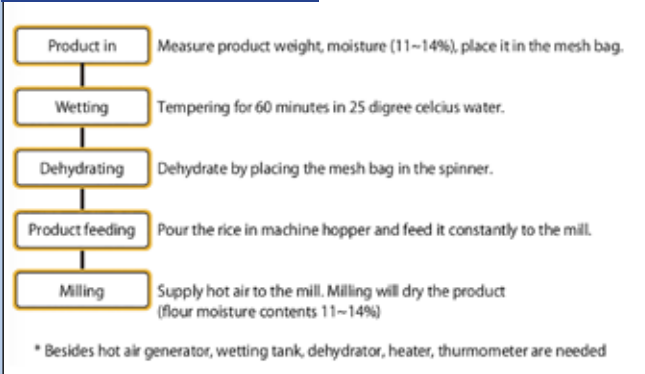 Product in
Measure product weight, moisture (11~14%), place it in the mesh bag.
Wetting
Tempering for 60 minutes in 25 digree celcius water.
Dehydrating
Dehydrate by placing the mesh bag in the spinner.
Product feeding
Pour the rice in machine hopper and feed it constantly to the mill.
Milling
Supply hot air to the mill. Milling will dry the product
(flour moisture contents 11~14%)
* Besides hot air generator, wetting tank, dehydrator, heater, thurmometer are needed